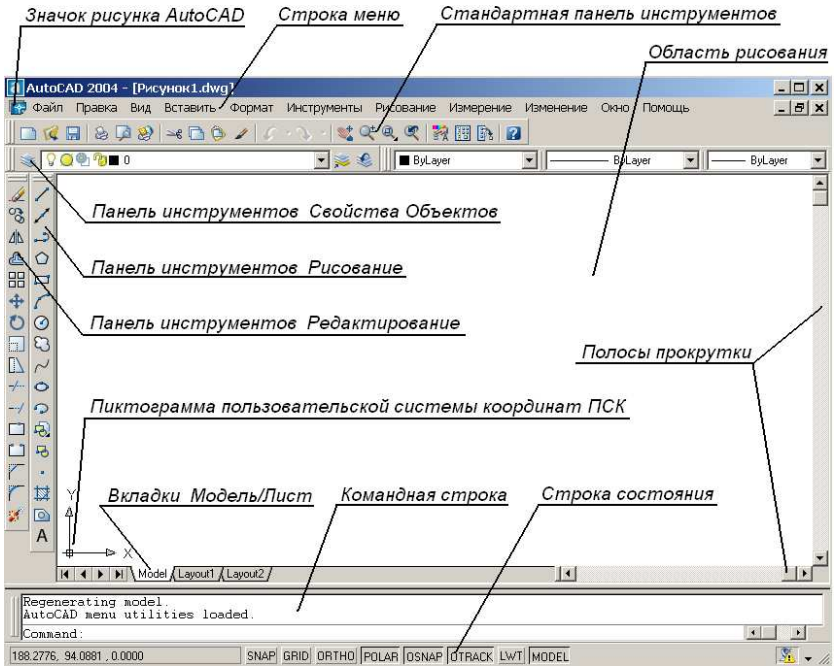 Значок рисунка AutoCAD
Строка меню
Стандартная панель инструментов
Область рисования
AutoCAD 2004 - [Рисунок1.dwg]
Файл Правка Вид Вставить Формат Инструменты Рисование Измерение Изменение Окно Помощь
0 ByLayer ByLayer ByLayer
Панель инструментов Свойства Объектов
Панель инструментов Рисование
Панель инструментов Редактирование
Полосы прокрутки
Пиктограмма пользовательской системы координат ПСК
Вкладки Модель/Лист
Командная строка
Строка состояния
A
Y
X
Model Layout1 Layout2
Regenerating model.
AutoCAD menu utilities loaded.
Command:
188.2776, 94.0881 , 0.0000 SNAP GRID ORTHO POLAR OSNAP OTRACK LWT MODEL